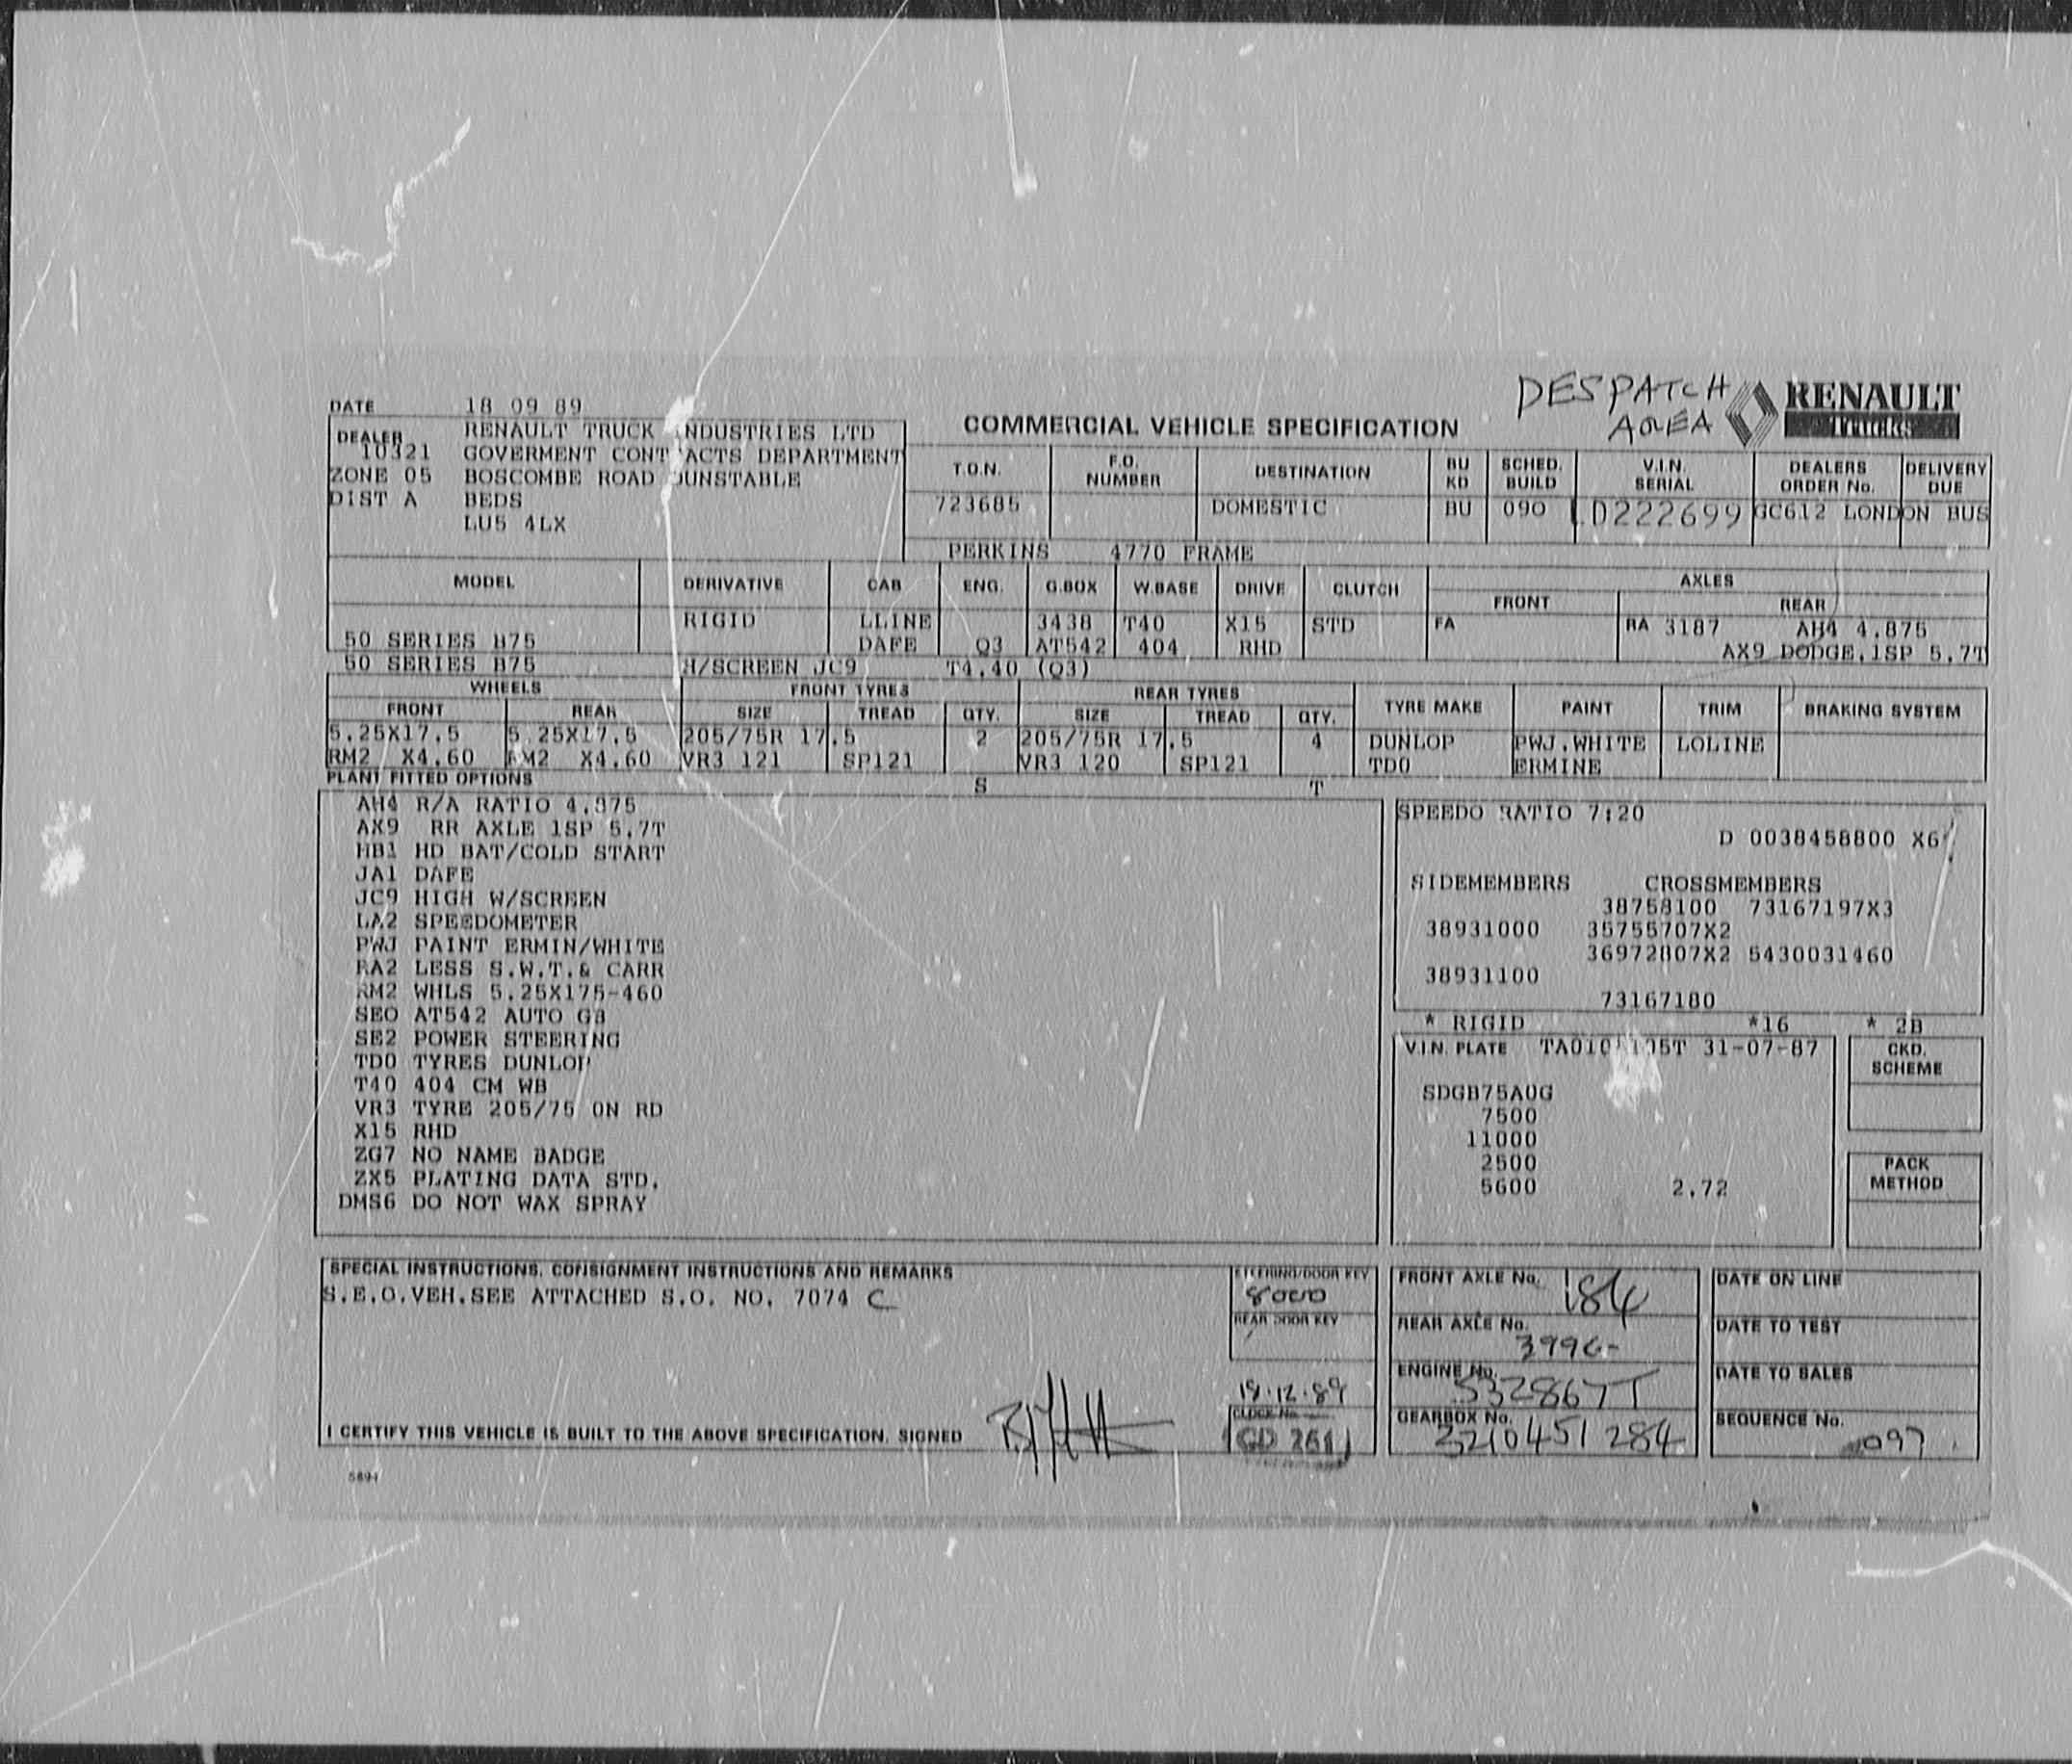 DESPATCH AREA
RENAULT
Trucks
DATE 18 09 89
COMMERCIAL VEHICLE SPECIFICATION
DEALER RENAULT TRUCK INDUSTRIES LTD
10321 GOVERMENT CONT ACTS DEPARTMENT
ZONE 05 BOSCOMBE ROAD DUNSTABLE
DIST A BEDS
LU5 4LX
T.O.N. F.O. NUMBER DESTINATION BU KD SCHED. BUILD V.I.N. SERIAL DEALERS ORDER No. DELIVERY DUE
723685 DOMESTIC BU 090 LD222699 GC612 LONDON BUS
PERKINS 4770 FRAME
MODEL DERIVATIVE CAB ENG. G.BOX W.BASE DRIVE CLUTCH AXLES
FRONT REAR
RIGID LLINE 3438 T40 X15 STD FA RA 3187 AH4 4.875
50 SERIES B75 DAFE Q3 AT542 404 RHD AX9 DODGE.1SP 5.7T
50 SERIES B75 H/SCREEN JC9 T4.40 (Q3)
WHEELS FRONT TYRES REAR TYRES TYRE MAKE PAINT TRIM BRAKING SYSTEM
FRONT REAR SIZE TREAD QTY. SIZE TREAD QTY.
5.25X17.5 5.25X17.5 205/75R 17.5 2 205/75R 17.5 4 DUNLOP PWJ.WHITE LOLINE
RM2 X4.60 RM2 X4.60 VR3 121 SP121 VR3 120 SP121 TD0 ERMINE
PLANT FITTED OPTIONS S T
AH4 R/A RATIO 4.875
AX9 RR AXLE 1SP 5.7T
HB1 HD BAT/COLD START
JA1 DAFE
JC9 HIGH W/SCREEN
LA2 SPEEDOMETER
PWJ PAINT ERMIN/WHITE
RA2 LESS S.W.T.& CARR
RM2 WHLS 5.25X175-460
SE0 AT542 AUTO GB
SE2 POWER STEERING
TD0 TYRES DUNLOP
T40 404 CM WB
VR3 TYRE 205/75 ON RD
X15 RHD
ZG7 NO NAME BADGE
ZX5 PLATING DATA STD.
DMS6 DO NOT WAX SPRAY
SPEEDO RATIO 7:20
D 0038458800 X6
SIDEMEMBERS CROSSMEMBERS
38758100 73167197X3
38931000 35755707X2
36972807X2 5430031460
38931100
73167180
* RIGID *16 * 2B
V.I.N. PLATE 31-07-87
SDGB75A0G
7500
11000
2500
5600 2.72
CKD. SCHEME
PACK METHOD
SPECIAL INSTRUCTIONS, CONSIGNMENT INSTRUCTIONS AND REMARKS
S.E.O.VEH.SEE ATTACHED S.O. NO. 7074 C
I CERTIFY THIS VEHICLE IS BUILT TO THE ABOVE SPECIFICATION. SIGNED
STEERING/DOOR KEY
8000
REAR DOOR KEY
19.12.89
CLOCK No.
GD 261
FRONT AXLE No. 184
REAR AXLE No. 3996-
ENGINE No. 532867T
GEARBOX No. 3210451284
DATE ON LINE
DATE TO TEST
DATE TO SALES
SEQUENCE No. 097
5894